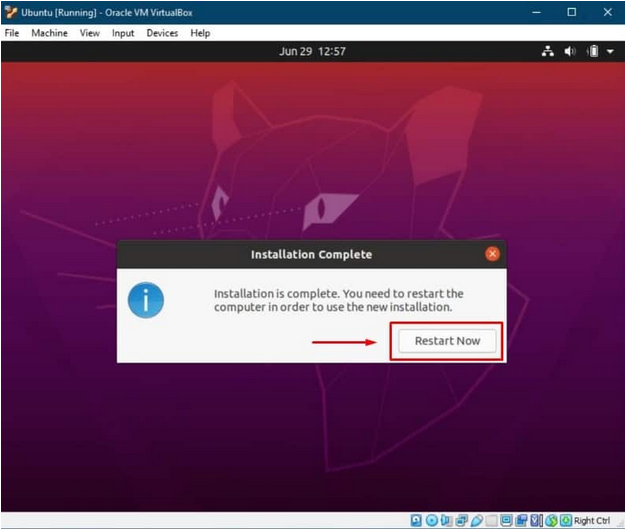 Ubuntu [Running] - Oracle VM VirtualBox
File Machine View Input Devices Help
Jun 29 12:57
Installation Complete
Installation is complete. You need to restart the
computer in order to use the new installation.
Restart Now
Right Ctrl